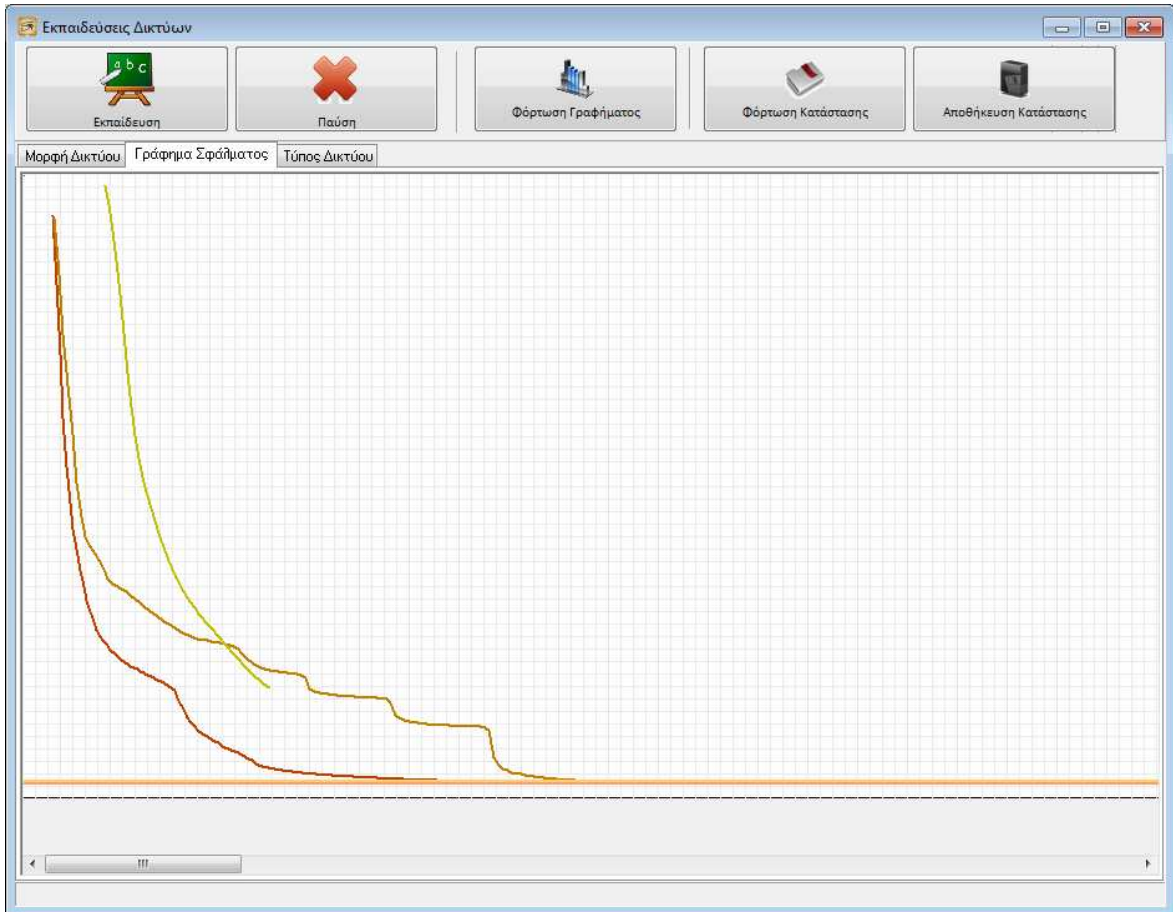 Εκπαιδεύσεις Δικτύων
Εκπαίδευση
Παύση
Φόρτωση Γραφήματος
Φόρτωση Κατάστασης
Αποθήκευση Κατάστασης
Μορφή Δικτύου
Γράφημα Σφάλματος
Τύπος Δικτύου